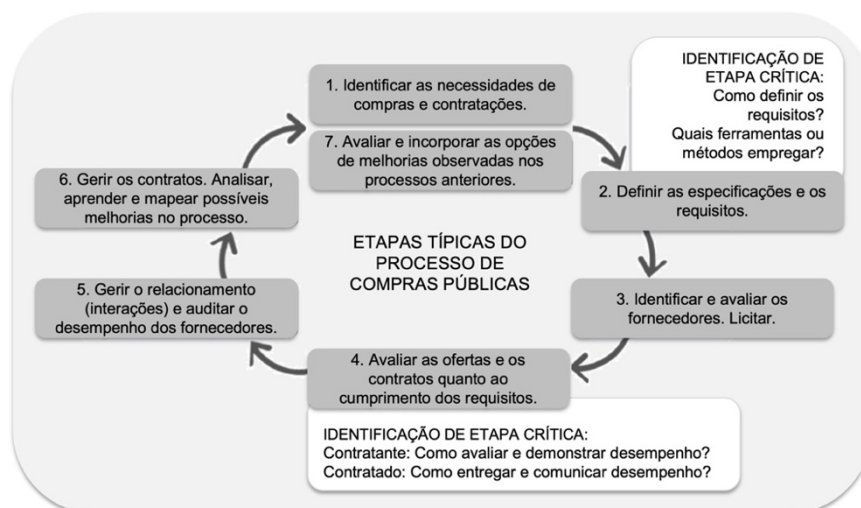 1. Identificar as necessidades de
compras e contratações.
7. Avaliar e incorporar as opções
de melhorias observadas nos
processos anteriores.
IDENTIFICAÇÃO DE
ETAPA CRÍTICA:
Como definir os
requisitos?
Quais ferramentas ou
métodos empregar?
2. Definir as especificações e os
requisitos.
3. Identificar e avaliar os
fornecedores. Licitar.
4. Avaliar as ofertas e os
contratos quanto ao
cumprimento dos requisitos.
IDENTIFICAÇÃO DE ETAPA CRÍTICA:
Contratante: Como avaliar e demonstrar desempenho?
Contratado: Como entregar e comunicar desempenho?
5. Gerir o relacionamento
(interações) e auditar o
desempenho dos fornecedores.
6. Gerir os contratos. Analisar,
aprender e mapear possíveis
melhorias no processo.
ETAPAS TÍPICAS DO
PROCESSO DE
COMPRAS PÚBLICAS